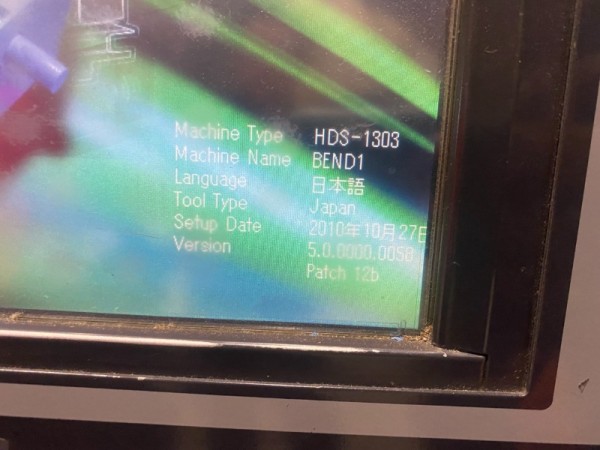 Machine Type HDS-1303
Machine Name BEND1
Language 日本語
Tool Type Japan
Setup Date 2010年10月27日
Version 5.0.0000.0050
Patch 12b